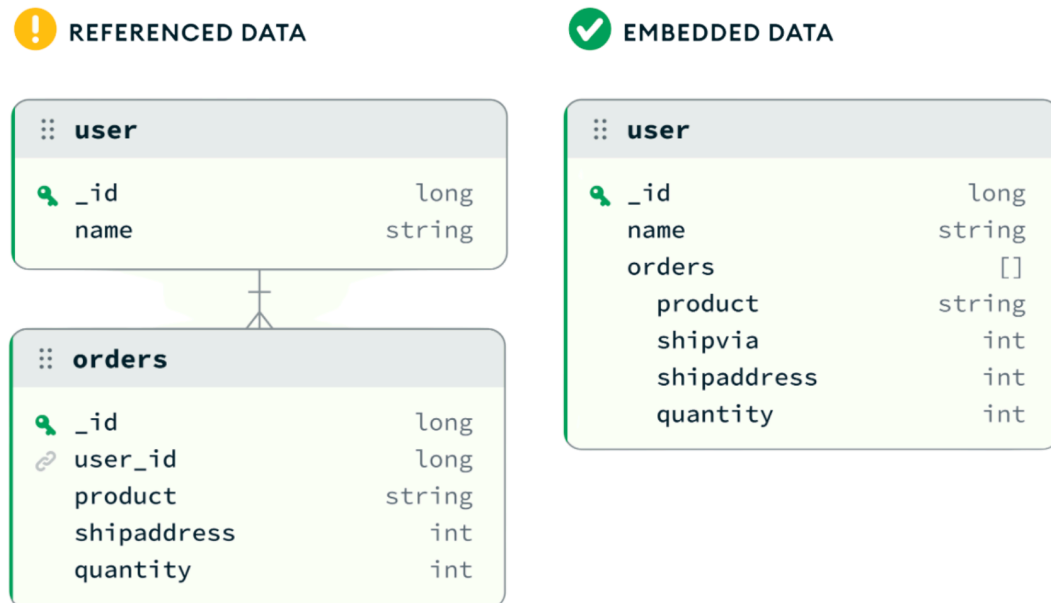 REFERENCED DATA
user
_id long
name string
orders
_id long
user_id long
product string
shipaddress int
quantity int
EMBEDDED DATA
user
_id long
name string
orders []
product string
shipvia int
shipaddress int
quantity int